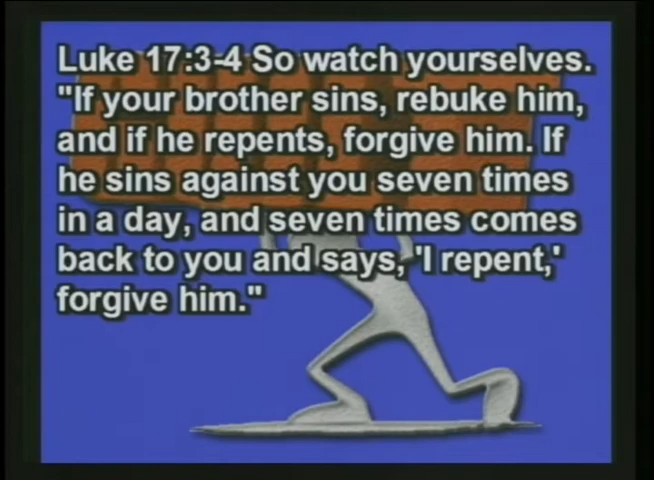 Luke 17:3-4 So watch yourselves.
"If your brother sins, rebuke him,
and if he repents, forgive him. If
he sins against you seven times
in a day, and seven times comes
back to you and says, 'I repent,'
forgive him."